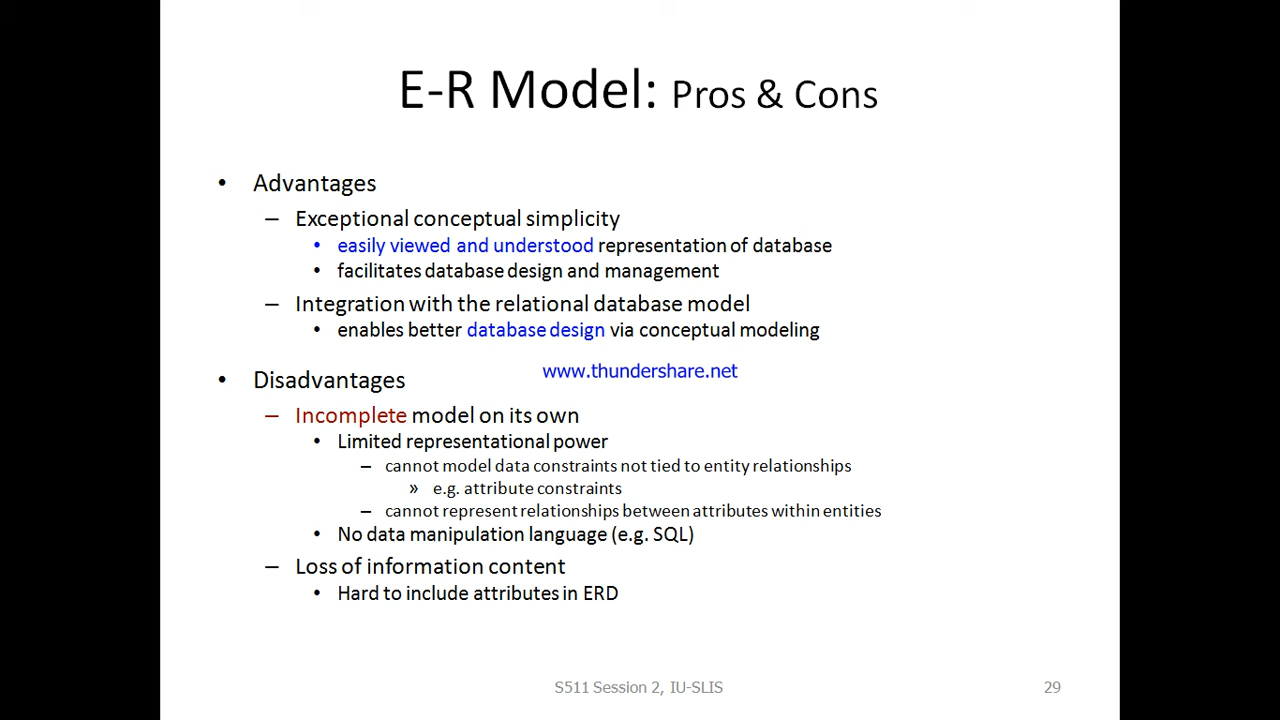 E-R Model: Pros & Cons
• Advantages
– Exceptional conceptual simplicity
• easily viewed and understood representation of database
• facilitates database design and management
– Integration with the relational database model
• enables better database design via conceptual modeling
www.thundershare.net
• Disadvantages
– Incomplete model on its own
• Limited representational power
– cannot model data constraints not tied to entity relationships
» e.g. attribute constraints
– cannot represent relationships between attributes within entities
• No data manipulation language (e.g. SQL)
– Loss of information content
• Hard to include attributes in ERD
S511 Session 2, IU-SLIS
29